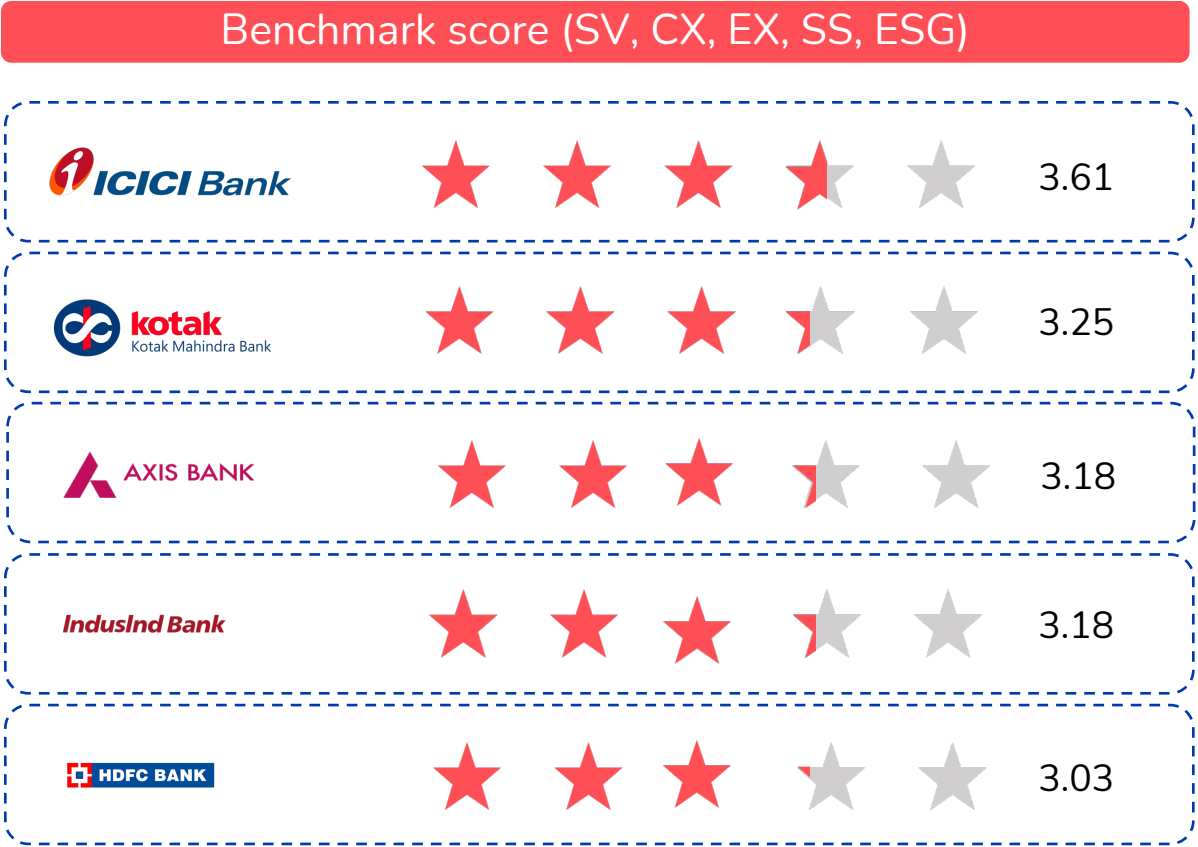 Benchmark score (SV, CX, EX, SS, ESG)
ICICI Bank 3.61
kotak
Kotak Mahindra Bank 3.25
AXIS BANK 3.18
IndusInd Bank 3.18
HDFC BANK 3.03